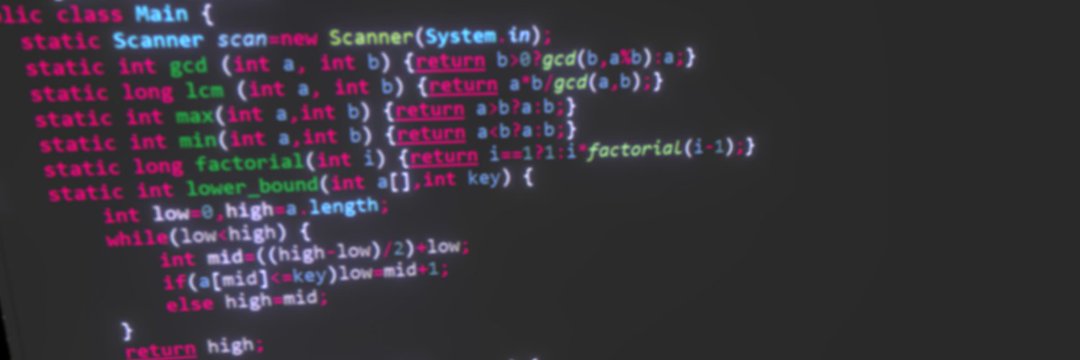 lic class Main {
static Scanner scan=new Scanner(System.in);
static int gcd (int a, int b) {return b>0?gcd(b,a%b):a;}
static long lcm (int a, int b) {return a*b/gcd(a,b);}
static int max(int a,int b) {return a>b?a:b;}
static int min(int a,int b) {return a<b?a:b;}
static long factorial(int i) {return i==1?1:i*factorial(i-1);}
static int lower_bound(int a[],int key) {
int low=0,high=a.length;
while(low<high) {
int mid=((high-low)/2)+low;
if(a[mid]<=key)low=mid+1;
else high=mid;
}
return high;